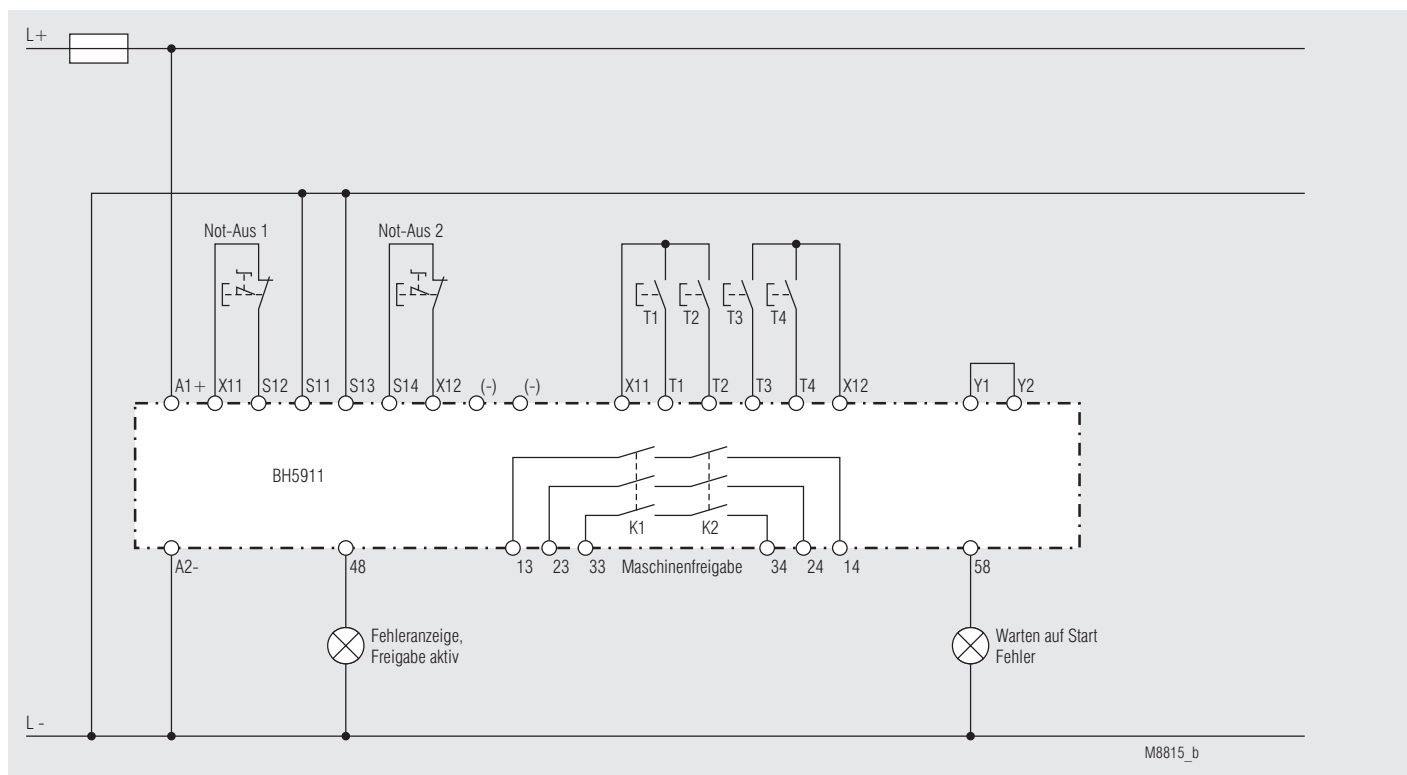 L+
Not-Aus 1
Not-Aus 2
T1
T2
T3
T4
A1+
X11
S12
S11
S13
S14
X12
(-)
(-)
X11
T1
T2
T3
T4
X12
Y1
Y2
BH5911
K1
K2
A2-
48
13
23
33
Maschinenfreigabe
34
24
14
58
Fehleranzeige,
Freigabe aktiv
Warten auf Start
Fehler
L -
M8815_b